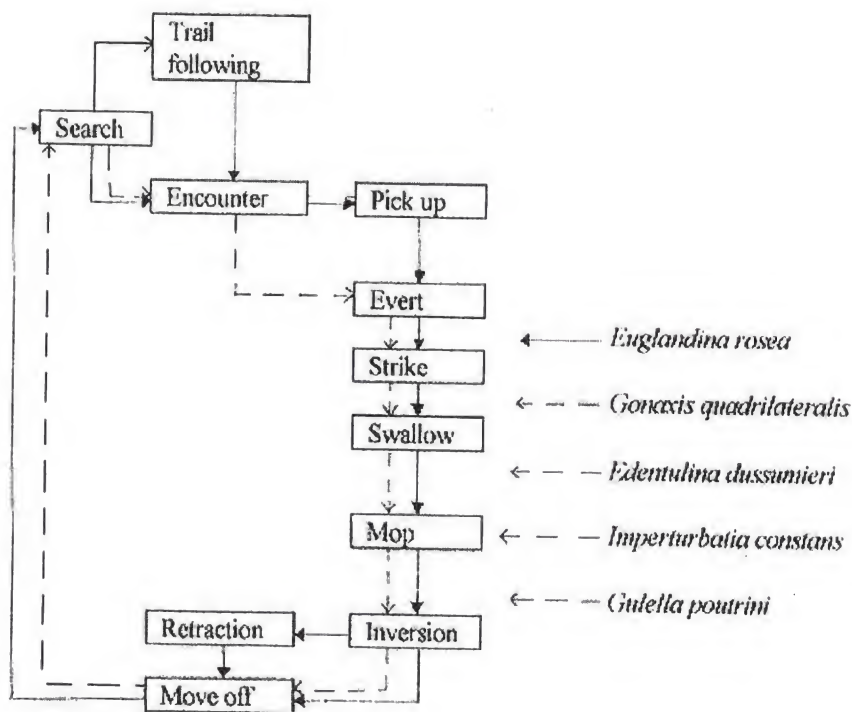 Trail
following
Search
Encounter
Pick up
Evert
Strike
Swallow
Mop
Inversion
Retraction
Move off
Euglandina rosea
Gonaxis quadrilateralis
Edentulina dussumieri
Imperturbatia constans
Gulella poutrini